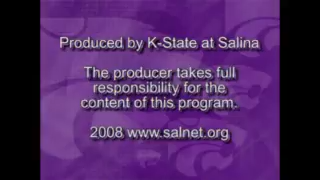 Produced by K-State at Salina
The producer takes full
responsibility for the
content of this program.
2008 www.salnet.org